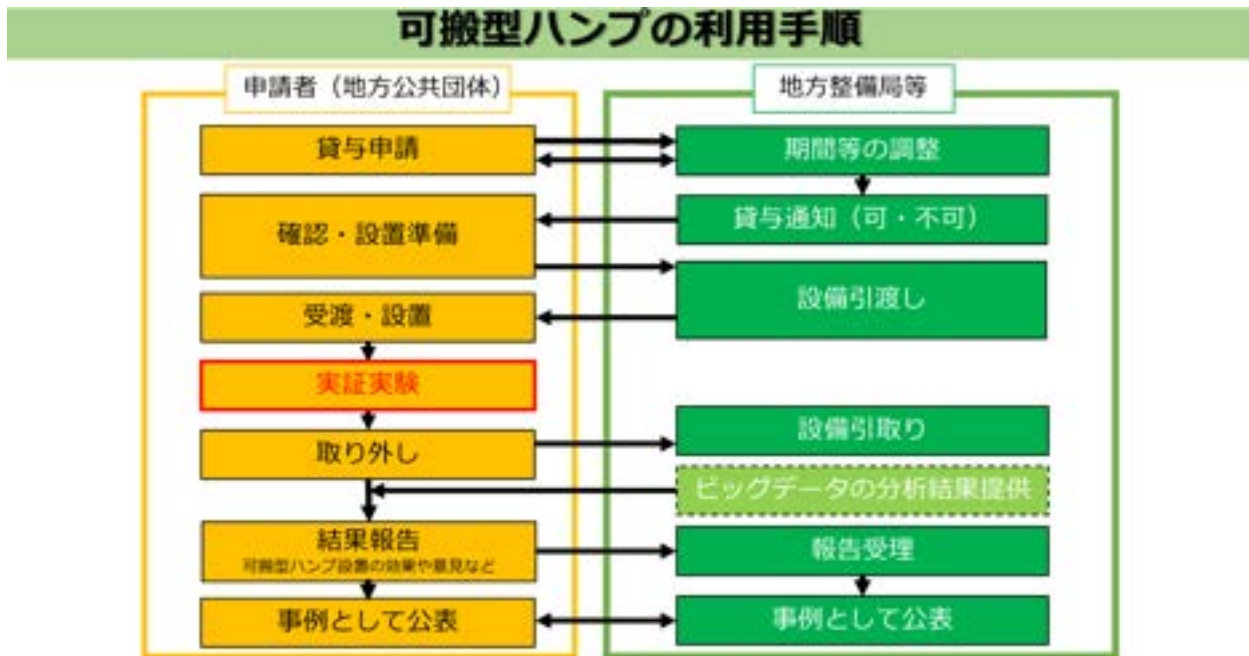 可搬型ハンプの利用手順
申請者（地方公共団体）
地方整備局等
貸与申請
期間等の調整
貸与通知（可・不可）
確認・設置準備
設備引渡し
受渡・設置
実証実験
取り外し
設備引取り
ビッグデータの分析結果提供
結果報告
可搬型ハンプ設置の効果や意見など
報告受理
事例として公表
事例として公表